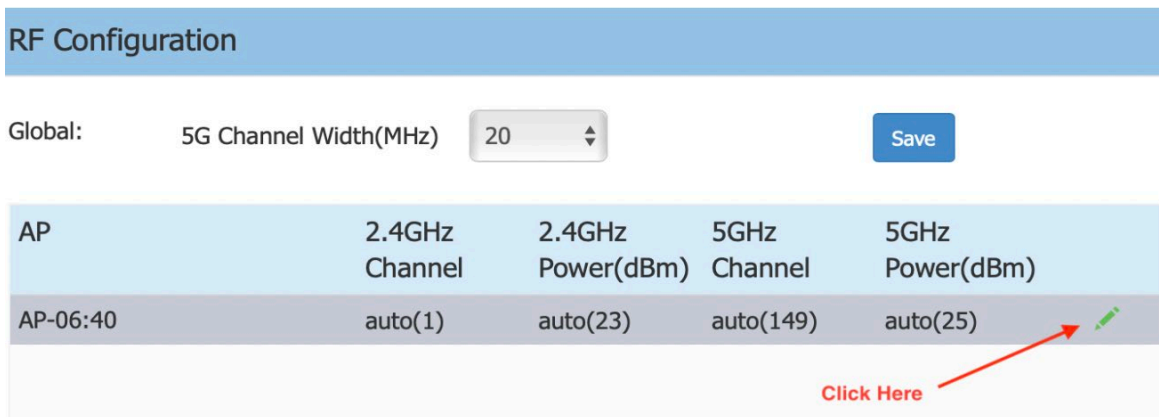 RF Configuration
Global: 5G Channel Width(MHz) 20 Save
AP 2.4GHz Channel 2.4GHz Power(dBm) 5GHz Channel 5GHz Power(dBm)
AP-06:40 auto(1) auto(23) auto(149) auto(25)
Click Here